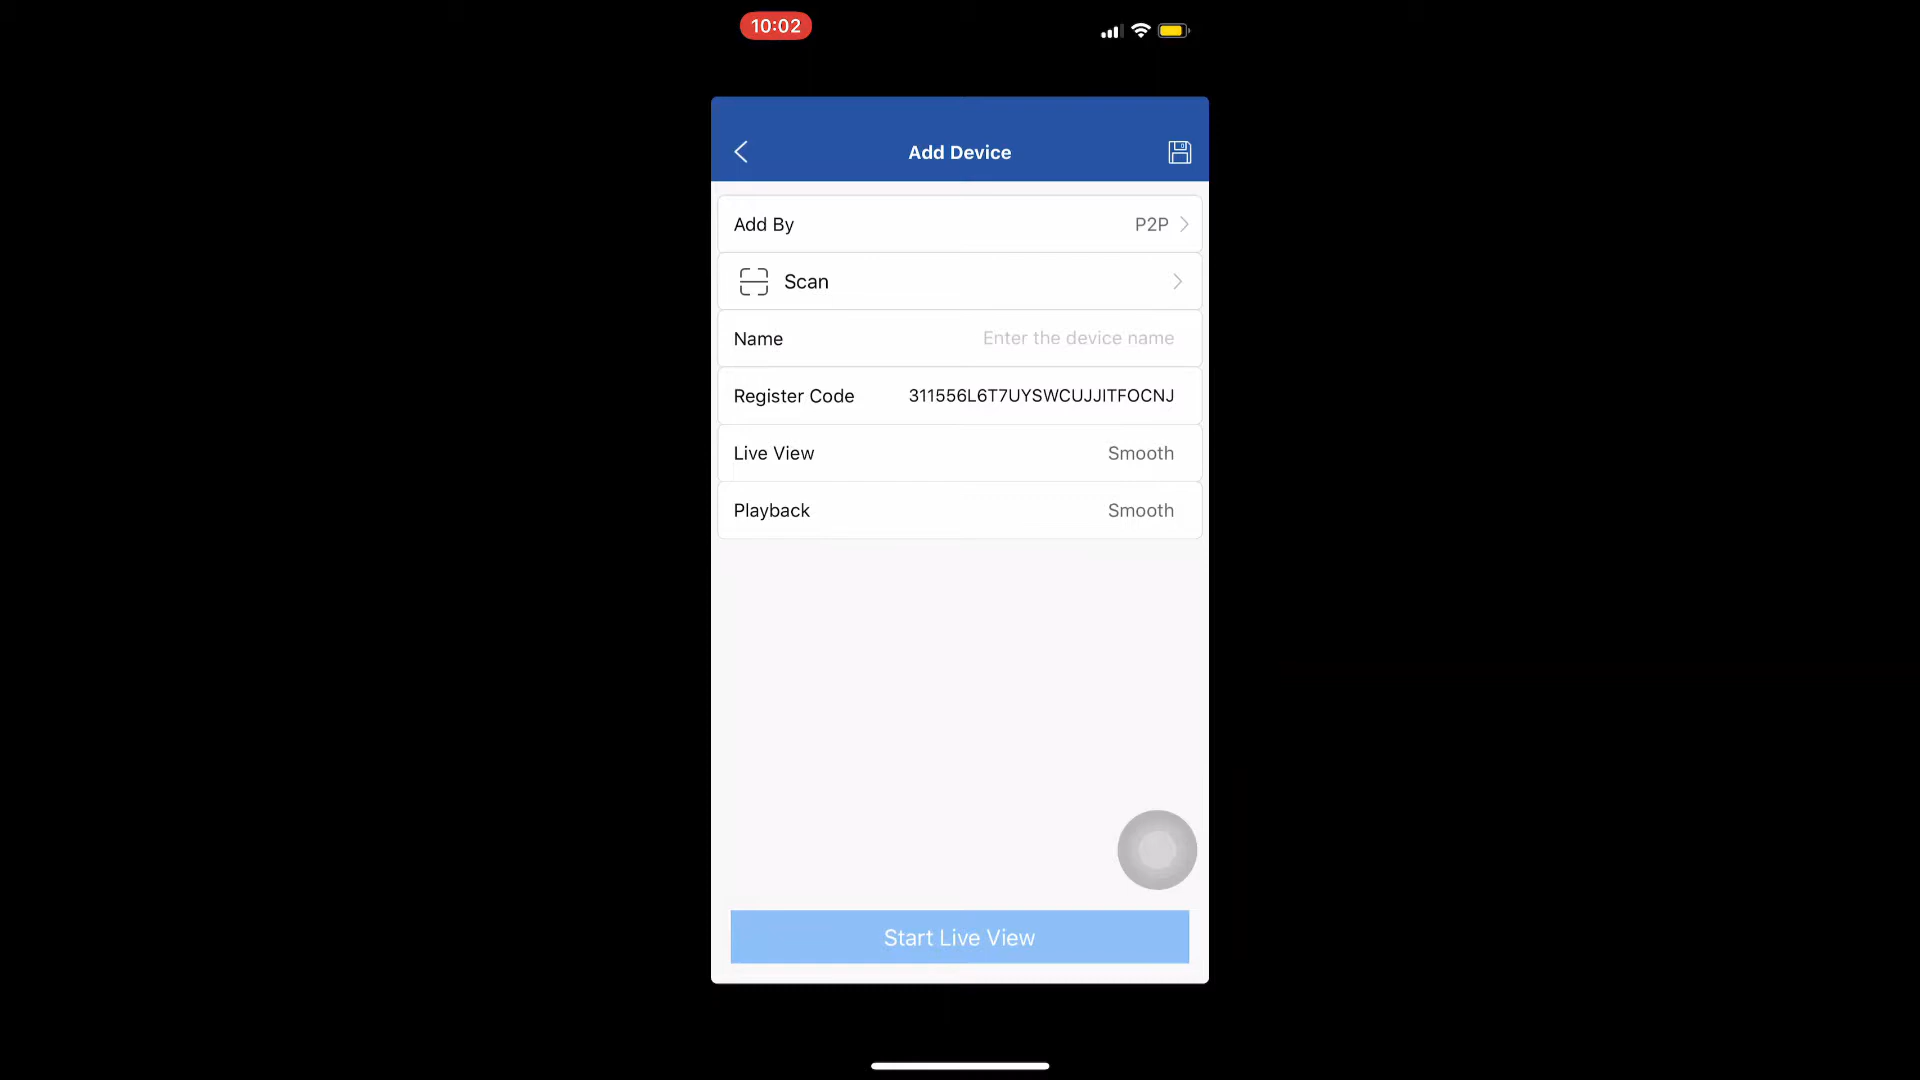 10:02
Add Device
Add By P2P
Scan
Name Enter the device name
Register Code 311556L6T7UYSWCUJJITFOCNJ
Live View Smooth
Playback Smooth
Start Live View